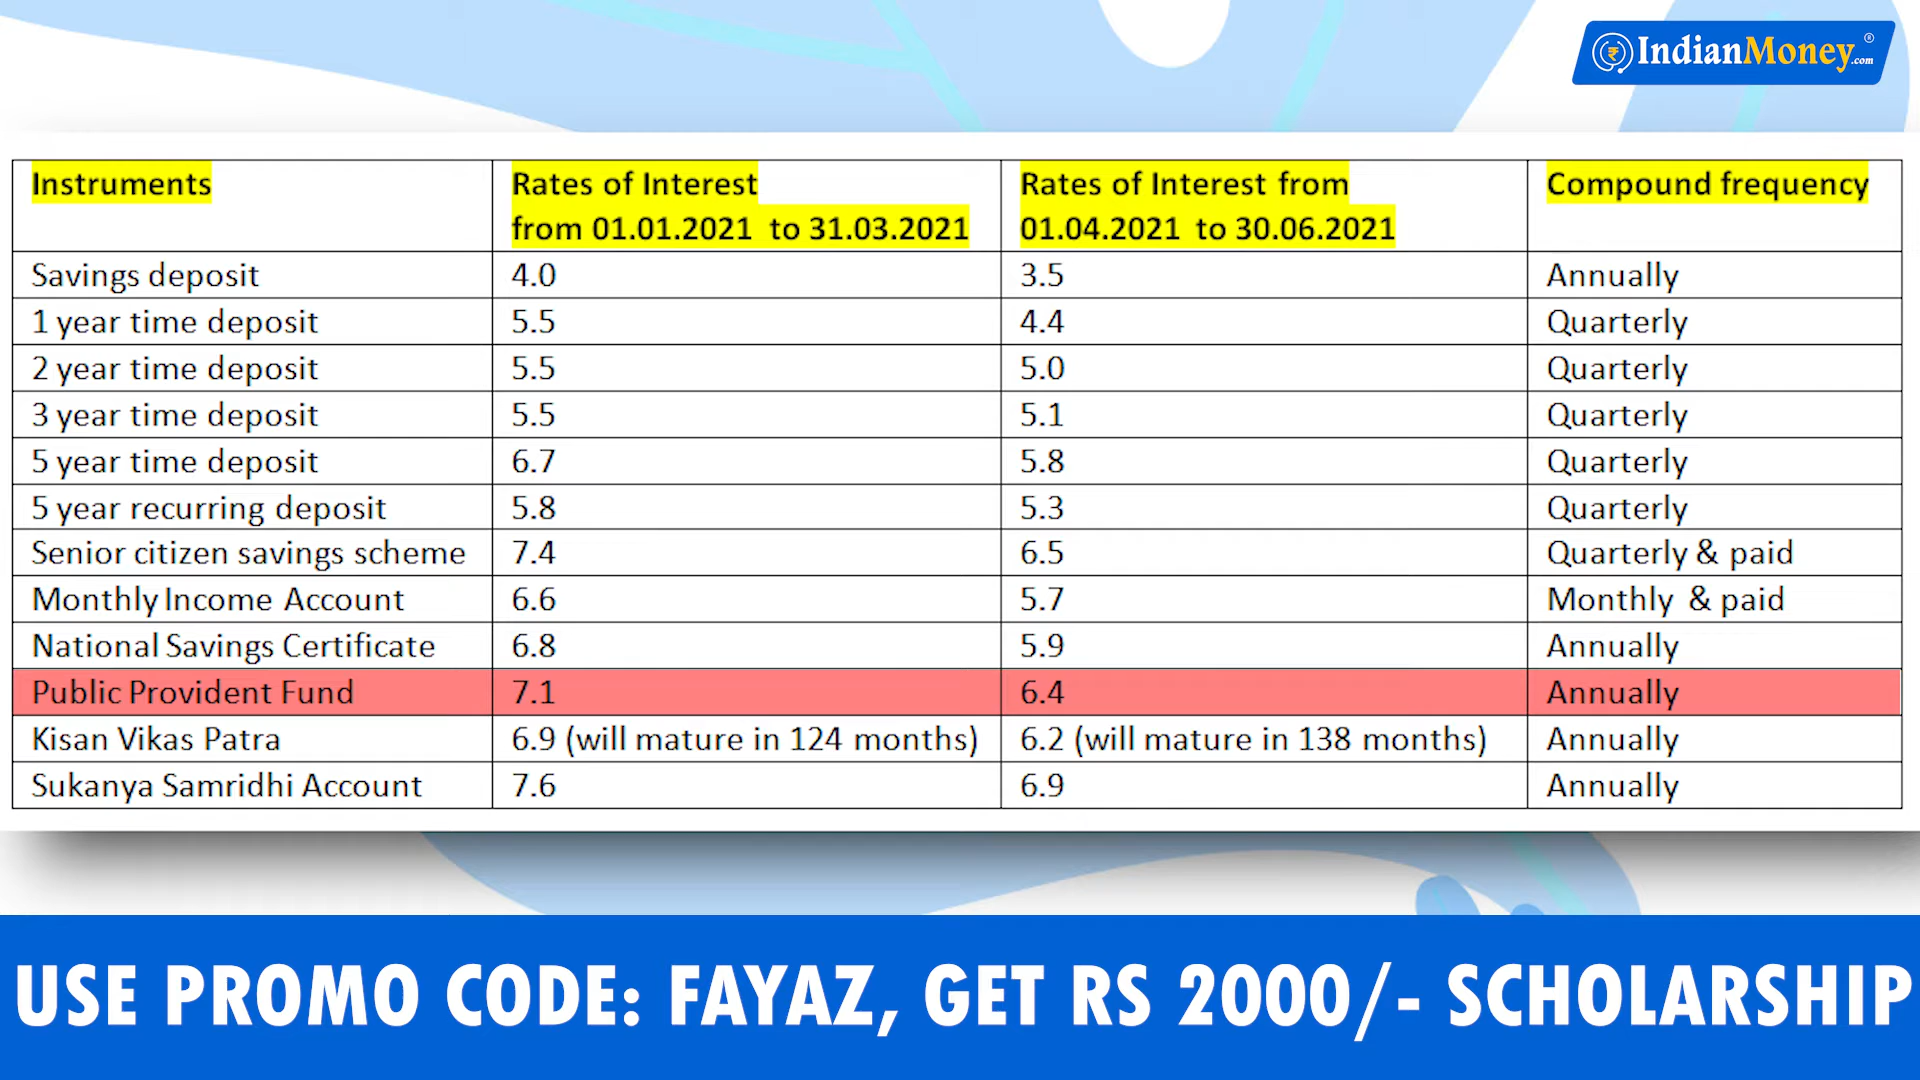 IndianMoney.com®
Instruments Rates of Interest Rates of Interest from Compound frequency
from 01.01.2021 to 31.03.2021 01.04.2021 to 30.06.2021
Savings deposit 4.0 3.5 Annually
1 year time deposit 5.5 4.4 Quarterly
2 year time deposit 5.5 5.0 Quarterly
3 year time deposit 5.5 5.1 Quarterly
5 year time deposit 6.7 5.8 Quarterly
5 year recurring deposit 5.8 5.3 Quarterly
Senior citizen savings scheme 7.4 6.5 Quarterly & paid
Monthly Income Account 6.6 5.7 Monthly & paid
National Savings Certificate 6.8 5.9 Annually
Public Provident Fund 7.1 6.4 Annually
Kisan Vikas Patra 6.9 (will mature in 124 months) 6.2 (will mature in 138 months) Annually
Sukanya Samridhi Account 7.6 6.9 Annually
USE PROMO CODE: FAYAZ, GET RS 2000/- SCHOLARSHIP